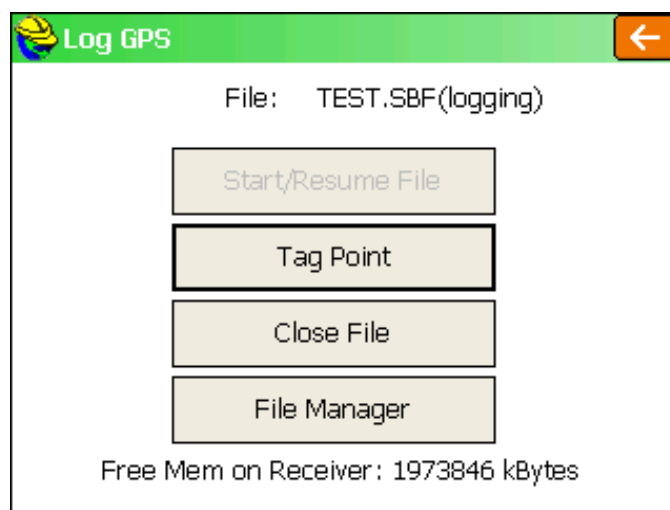 Log GPS
File: TEST.SBF(logging)
Start/Resume File
Tag Point
Close File
File Manager
Free Mem on Receiver: 1973846 kBytes